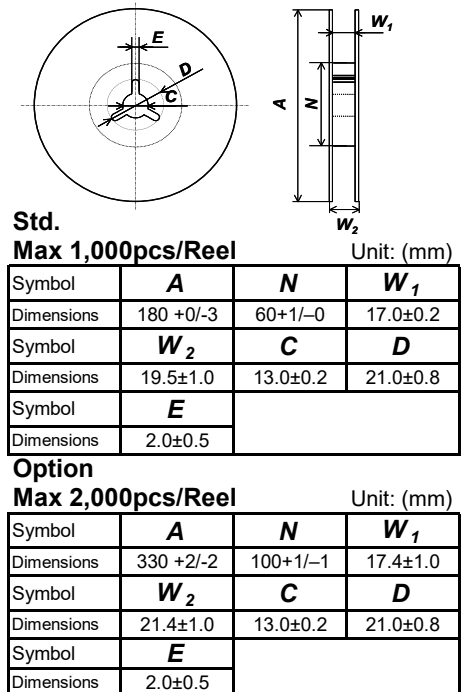 E
D
C
W1
A
N
W2
Std.
Max 1,000pcs/Reel Unit: (mm)
Symbol A N W1
Dimensions 180 +0/-3 60+1/–0 17.0±0.2
Symbol W2 C D
Dimensions 19.5±1.0 13.0±0.2 21.0±0.8
Symbol E
Dimensions 2.0±0.5
Option
Max 2,000pcs/Reel Unit: (mm)
Symbol A N W1
Dimensions 330 +2/-2 100+1/–1 17.4±1.0
Symbol W2 C D
Dimensions 21.4±1.0 13.0±0.2 21.0±0.8
Symbol E
Dimensions 2.0±0.5